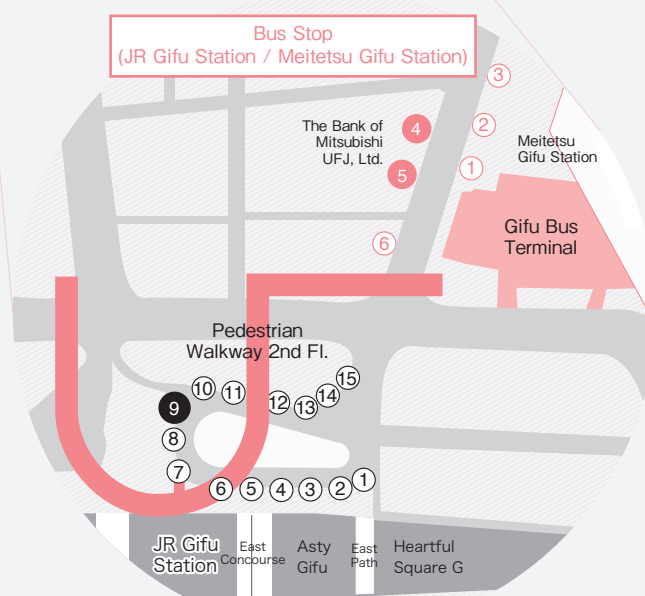 Bus Stop
(JR Gifu Station / Meitetsu Gifu Station)
3
The Bank of
Mitsubishi
UFJ, Ltd.
4
2
5
1
Meitetsu
Gifu Station
6
Gifu Bus
Terminal
Pedestrian
Walkway 2nd Fl.
10
11
12
13
14
15
9
8
7
6
5
4
3
2
1
JR Gifu
Station
East
Concourse
Asty
Gifu
East
Path
Heartful
Square G